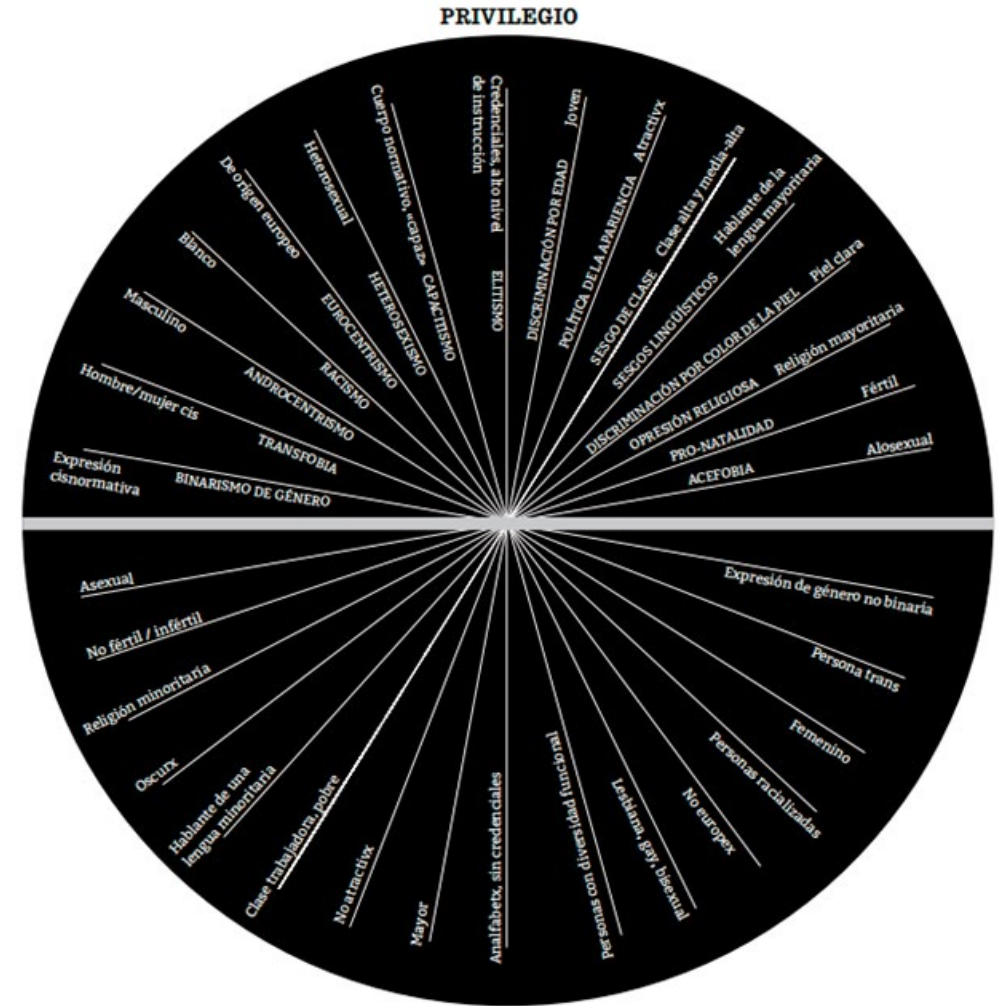 PRIVILEGIO
Expresión
cisnormativa
BINARISMO DE GÉNERO
Hombre/mujer cis
TRANSFOBIA
Masculino
ANDROCENTRISMO
Blanco
RACISMO
De origen europeo
EUROCENTRISMO
Heterosexual
HETEROSEXISMO
Cuerpo normativo, «capaz»
CAPACITISMO
Credenciales, alto nivel
de instrucción
ELITISMO
Joven
DISCRIMINACIÓN POR EDAD
Atractivx
POLÍTICA DE LA APARIENCIA
Clase alta y media-alta
SESGO DE CLASE
Hablante de la
lengua mayoritaria
SESGOS LINGÜÍSTICOS
Piel clara
DISCRIMINACIÓN POR COLOR DE LA PIEL
Religión mayoritaria
OPRESIÓN RELIGIOSA
Fértil
PRO-NATALIDAD
Alosexual
ACEFOBIA
Asexual
No fértil / infértil
Religión minoritaria
Oscurx
Hablante de una
lengua minoritaria
Clase trabajadora, pobre
No atractivx
Mayor
Analfabetx, sin credenciales
Personas con diversidad funcional
Lesbiana, gay, bisexual
No europex
Personas racializadas
Femenino
Persona trans
Expresión de género no binaria